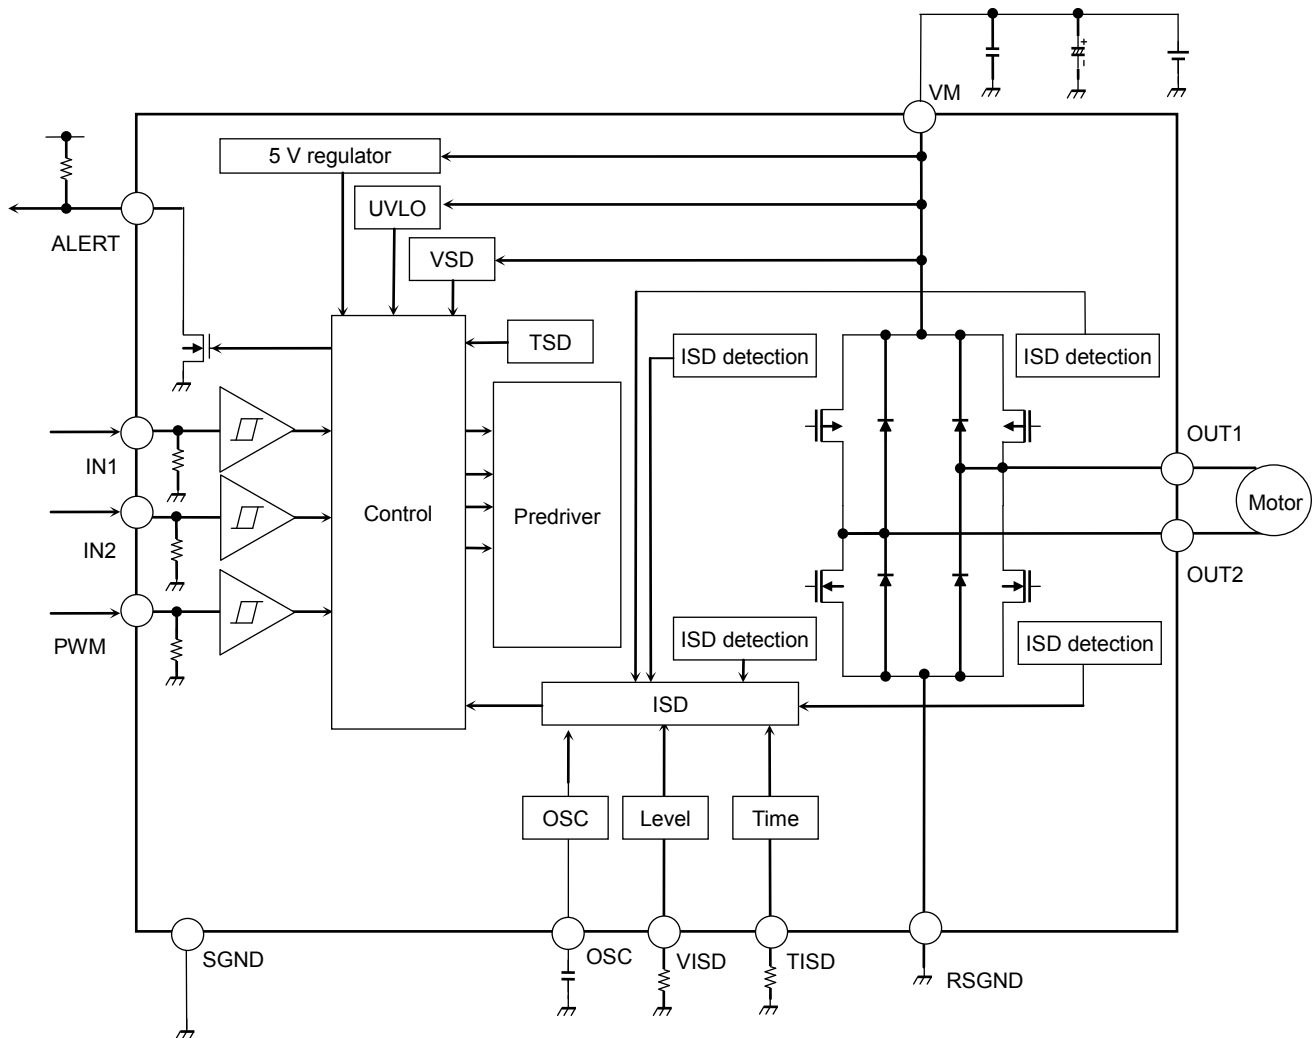 VM
5 V regulator
UVLO
ALERT
VSD
TSD
ISD detection
ISD detection
OUT1
IN1
Control
Predriver
Motor
IN2
OUT2
PWM
ISD detection
ISD detection
ISD
OSC
Level
Time
SGND
OSC
VISD
TISD
RSGND
+
-